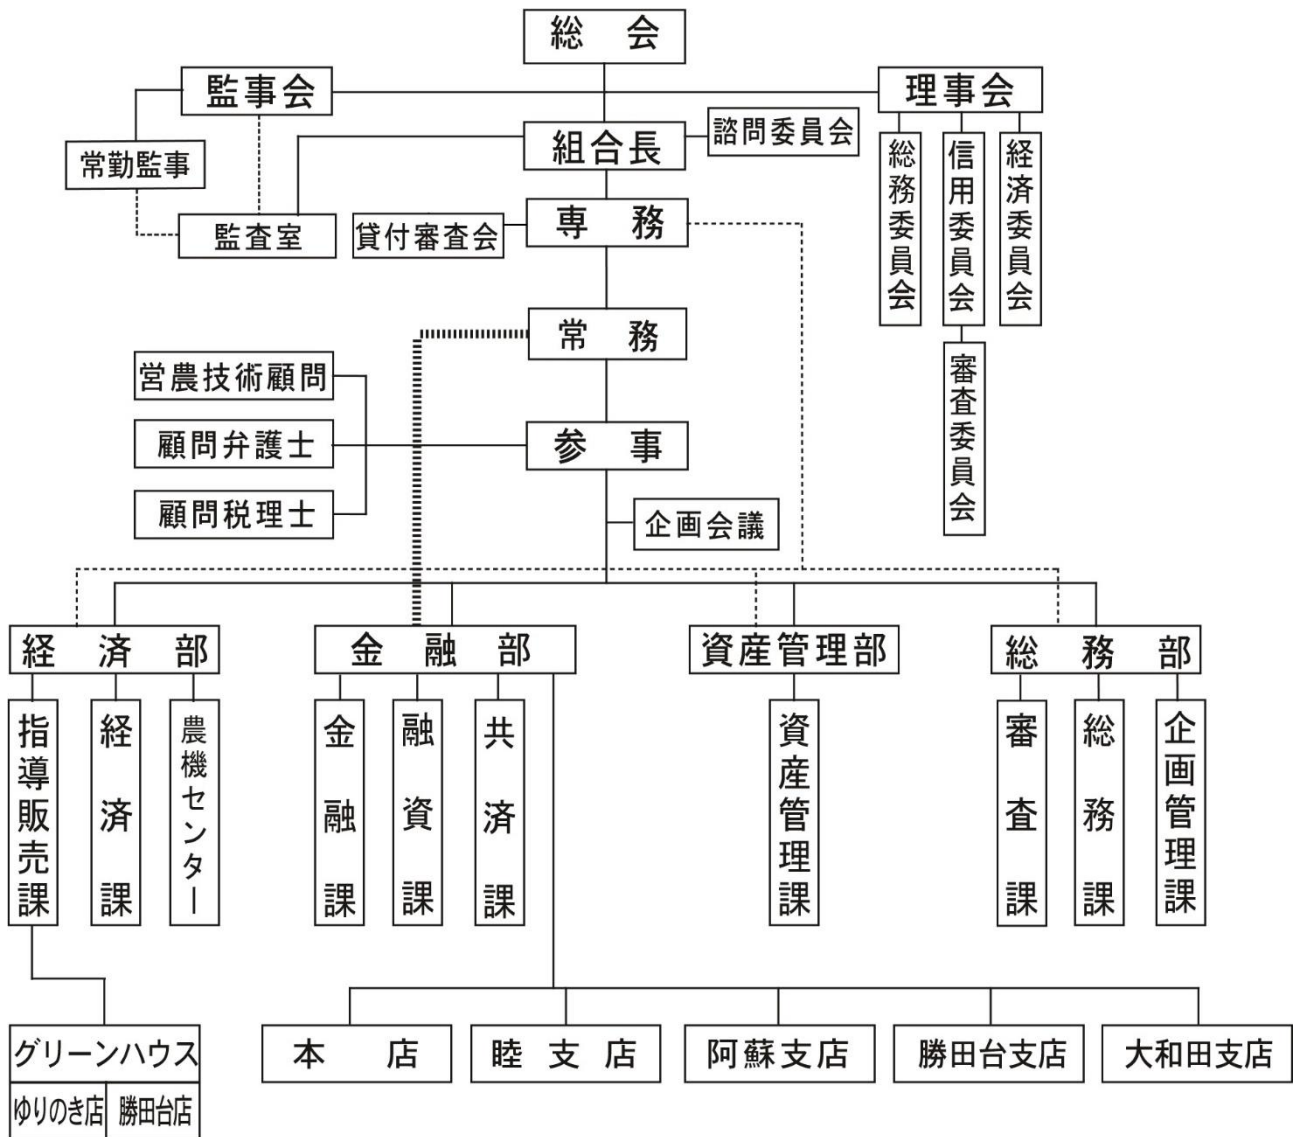 総会
監事会
理事会
諮問委員会
組合長
常勤監事
総務委員会
信用委員会
経済委員会
専務
監査室
貸付審査会
常務
審査委員会
営農技術顧問
顧問弁護士
参事
顧問税理士
企画会議
経済部
金融部
資産管理部
総務部
指導販売課
経済課
農機センター
金融課
融資課
共済課
資産管理課
審査課
総務課
企画管理課
グリーンハウス
ゆりのき店
勝田台店
本店
睦支店
阿蘇支店
勝田台支店
大和田支店